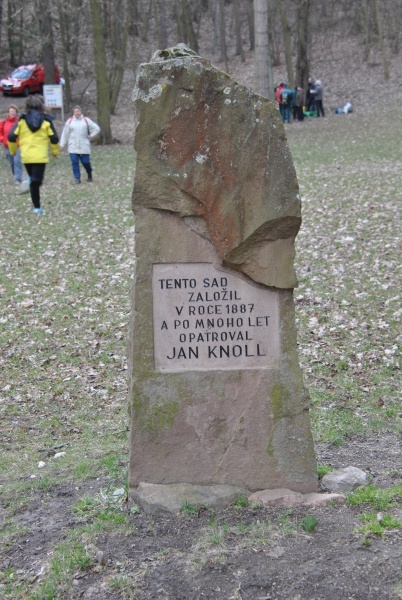 TENTO SAD
ZALOŽIL
V ROCE 1887
A PO MNOHO LET
OPATROVAL
JAN KNOLL